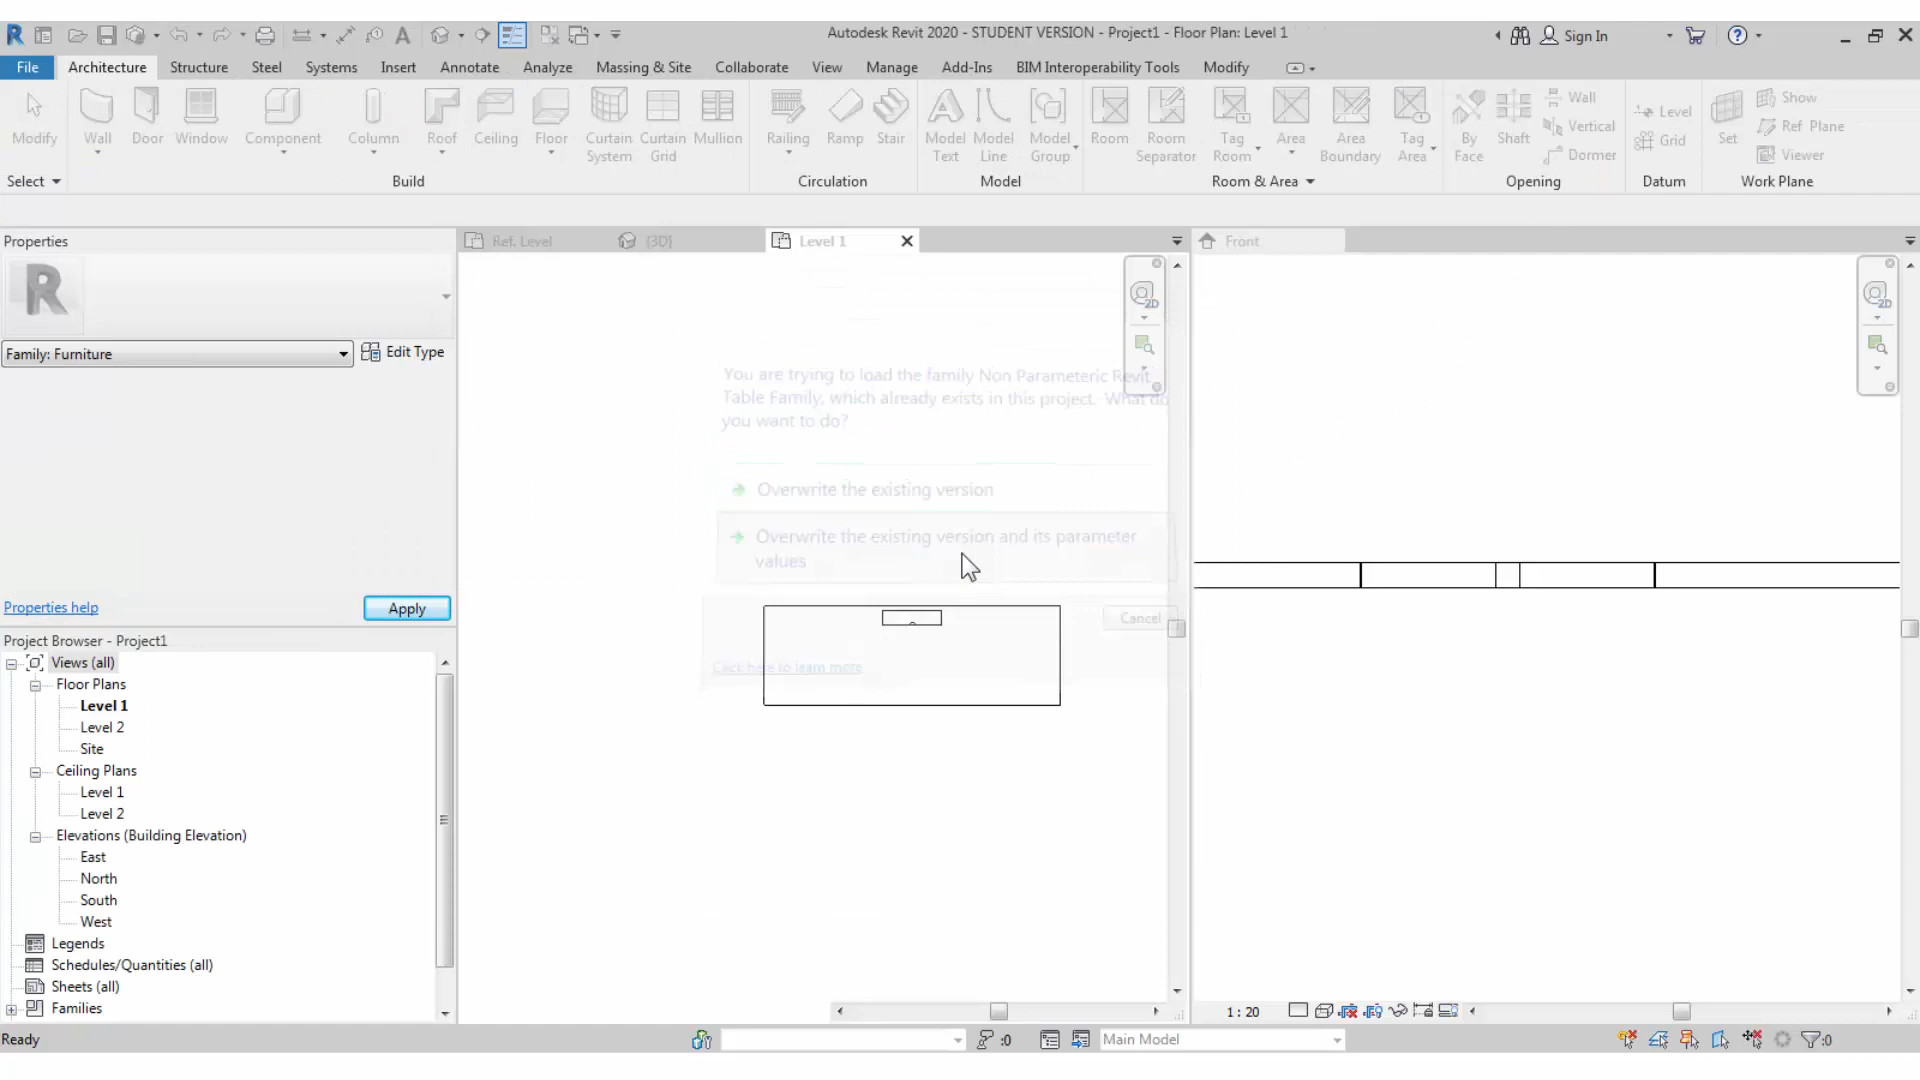 Autodesk Revit 2020 - STUDENT VERSION - Project1 - Floor Plan: Level 1
Sign In
File Architecture Structure Steel Systems Insert Annotate Analyze Massing & Site Collaborate View Manage Add-Ins BIM Interoperability Tools Modify
Modify
Wall
Door
Window
Component
Column
Roof
Ceiling
Floor
Curtain System
Curtain Grid
Mullion
Railing
Ramp
Stair
Model Text
Model Line
Model Group
Room
Room Separator
Tag Room
Area
Area Boundary
Tag Area
By Face
Shaft
Wall
Vertical
Dormer
Level
Grid
Set
Show
Ref Plane
Viewer
Select
Build
Circulation
Model
Room & Area
Opening
Datum
Work Plane
Properties
Ref. Level
{3D}
Level 1
Front
R
2D
2D
Family: Furniture
Edit Type
You are trying to load the family Non Parameteric Revit
Table Family, which already exists in this project. What do
you want to do?
Overwrite the existing version
Overwrite the existing version and its parameter
values
Cancel
Click here to learn more
Properties help
Apply
Project Browser - Project1
Views (all)
Floor Plans
Level 1
Level 2
Site
Ceiling Plans
Level 1
Level 2
Elevations (Building Elevation)
East
North
South
West
Legends
Schedules/Quantities (all)
Sheets (all)
Families
1 : 20
Ready
:0
Main Model
:0